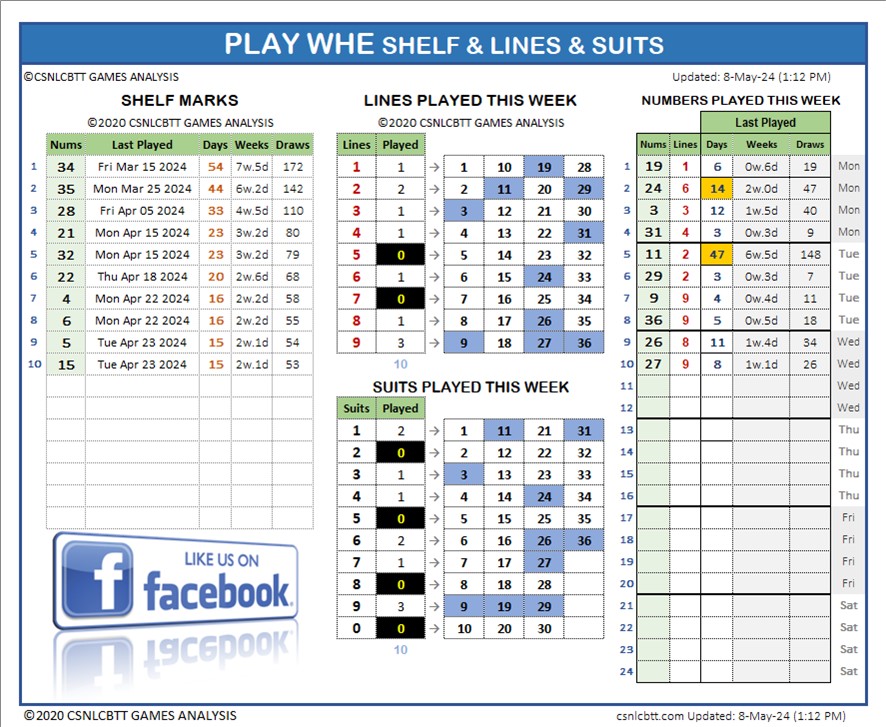 PLAY WHE SHELF & LINES & SUITS
©CSNLCBTT GAMES ANALYSIS
Updated: 8-May-24 (1:12 PM)
SHELF MARKS
©2020 CSNLCBTT GAMES ANALYSIS
Nums Last Played Days Weeks Draws
1 34 Fri Mar 15 2024 54 7w.5d 172
2 35 Mon Mar 25 2024 44 6w.2d 142
3 28 Fri Apr 05 2024 33 4w.5d 110
4 21 Mon Apr 15 2024 23 3w.2d 80
5 32 Mon Apr 15 2024 23 3w.2d 79
6 22 Thu Apr 18 2024 20 2w.6d 68
7 4 Mon Apr 22 2024 16 2w.2d 58
8 6 Mon Apr 22 2024 16 2w.2d 55
9 5 Tue Apr 23 2024 15 2w.1d 54
10 15 Tue Apr 23 2024 15 2w.1d 53
LIKE US ON
facebook
LINES PLAYED THIS WEEK
©2020 CSNLCBTT GAMES ANALYSIS
Lines Played
1 1 → 1 10 19 28
2 2 → 2 11 20 29
3 1 → 3 12 21 30
4 1 → 4 13 22 31
5 0 → 5 14 23 32
6 1 → 6 15 24 33
7 0 → 7 16 25 34
8 1 → 8 17 26 35
9 3 → 9 18 27 36
10
SUITS PLAYED THIS WEEK
Suits Played
1 2 → 1 11 21 31
2 0 → 2 12 22 32
3 1 → 3 13 23 33
4 1 → 4 14 24 34
5 0 → 5 15 25 35
6 2 → 6 16 26 36
7 1 → 7 17 27
8 0 → 8 18 28
9 3 → 9 19 29
0 0 → 10 20 30
10
NUMBERS PLAYED THIS WEEK
Last Played
Nums Lines Days Weeks Draws
1 19 1 6 0w.6d 19 Mon
2 24 6 14 2w.0d 47 Mon
3 3 3 12 1w.5d 40 Mon
4 31 4 3 0w.3d 9 Mon
5 11 2 47 6w.5d 148 Tue
6 29 2 3 0w.3d 7 Tue
7 9 9 4 0w.4d 11 Tue
8 36 9 5 0w.5d 18 Tue
9 26 8 11 1w.4d 34 Wed
10 27 9 8 1w.1d 26 Wed
11 Wed
12 Wed
13 Thu
14 Thu
15 Thu
16 Thu
17 Fri
18 Fri
19 Fri
20 Fri
21 Sat
22 Sat
23 Sat
24 Sat
©2020 CSNLCBTT GAMES ANALYSIS
csnlcbtt.com Updated: 8-May-24 (1:12 PM)